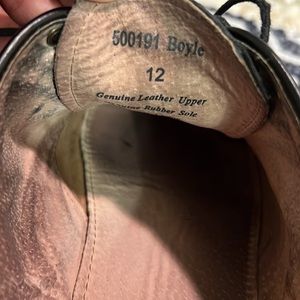 500191 Boyle
12
Genuine Leather Upper
Rubber Sole